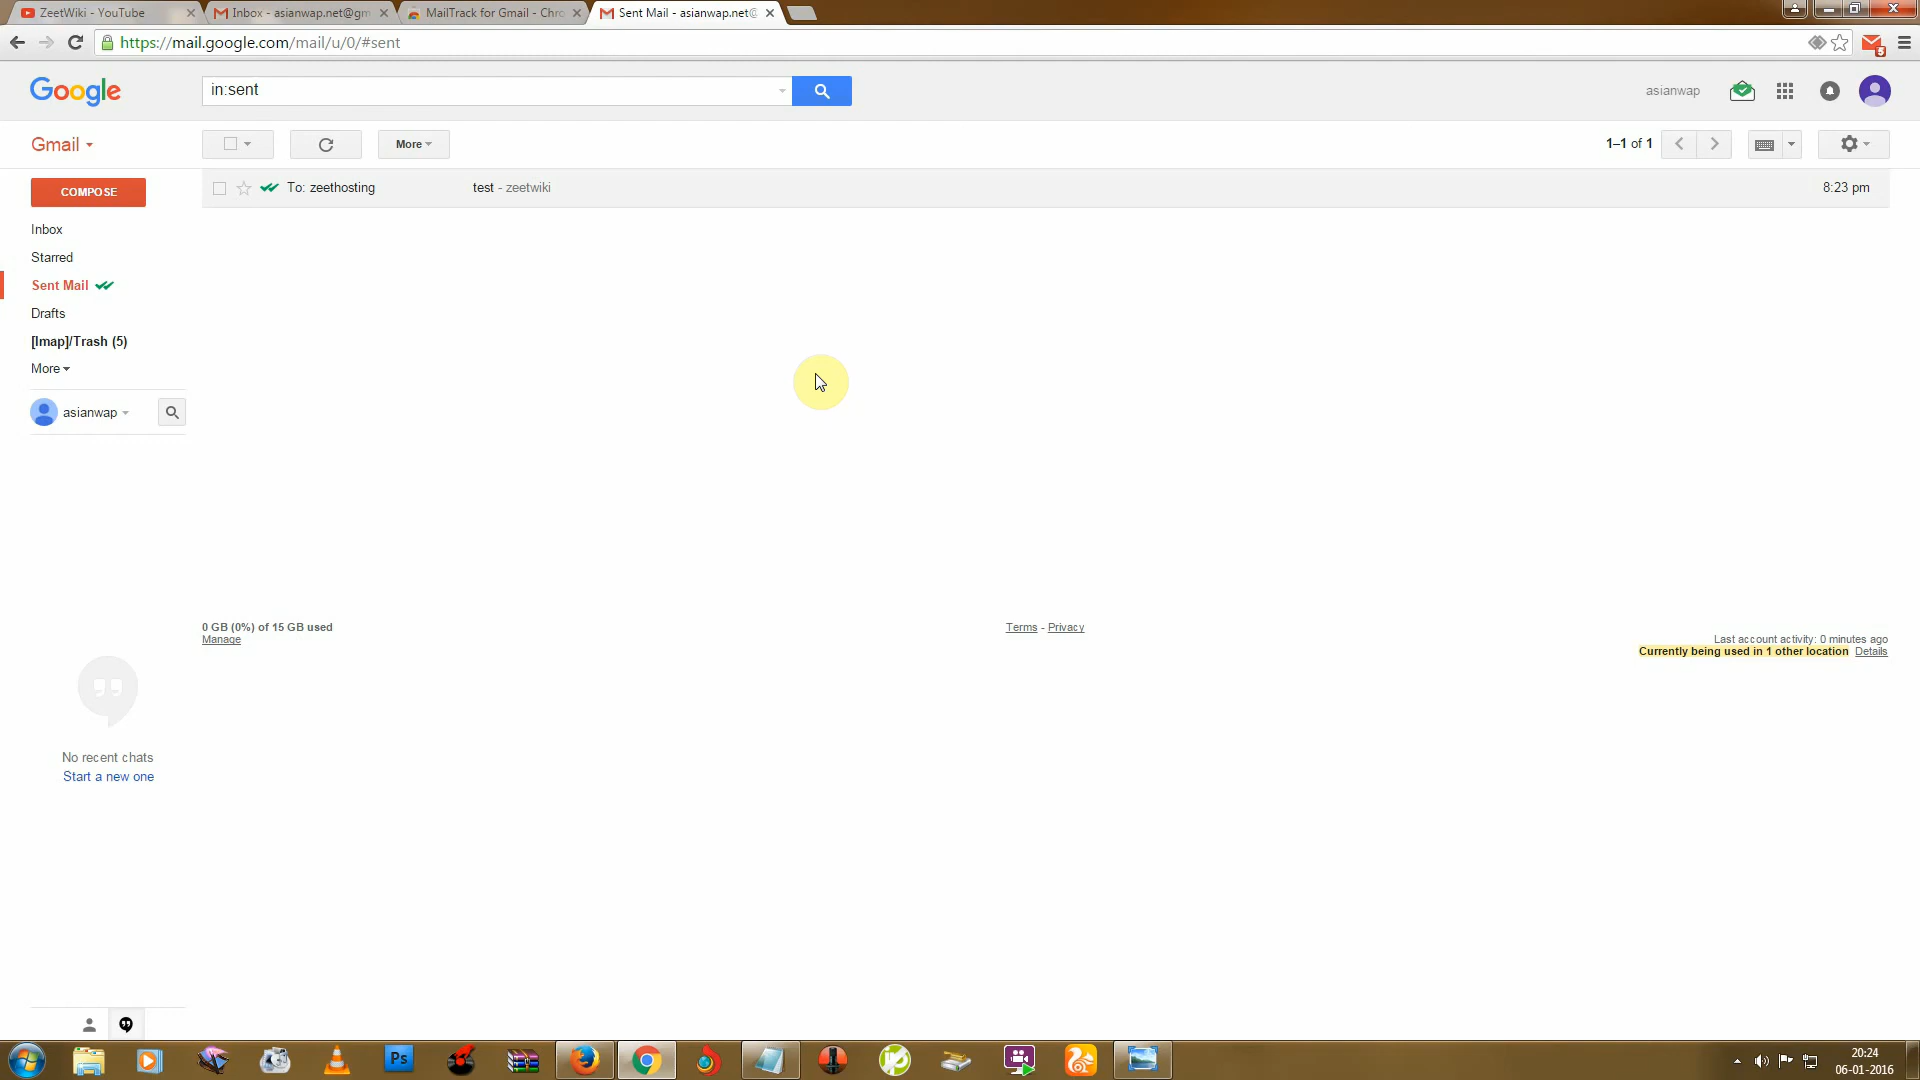 ZeetWiki - YouTube
Inbox - asianwap.net@gm
MailTrack for Gmail - Chro
Sent Mail - asianwap.net@
https://mail.google.com/mail/u/0/#sent
5
Google
in:sent
asianwap
Gmail
More
1–1 of 1
COMPOSE
To: zeethosting
test - zeetwiki
8:23 pm
Inbox
Starred
Sent Mail
Drafts
[Imap]/Trash (5)
More
asianwap
0 GB (0%) of 15 GB used
Manage
Terms - Privacy
Last account activity: 0 minutes ago
Currently being used in 1 other location Details
No recent chats
Start a new one
Ps
20:24
06-01-2016